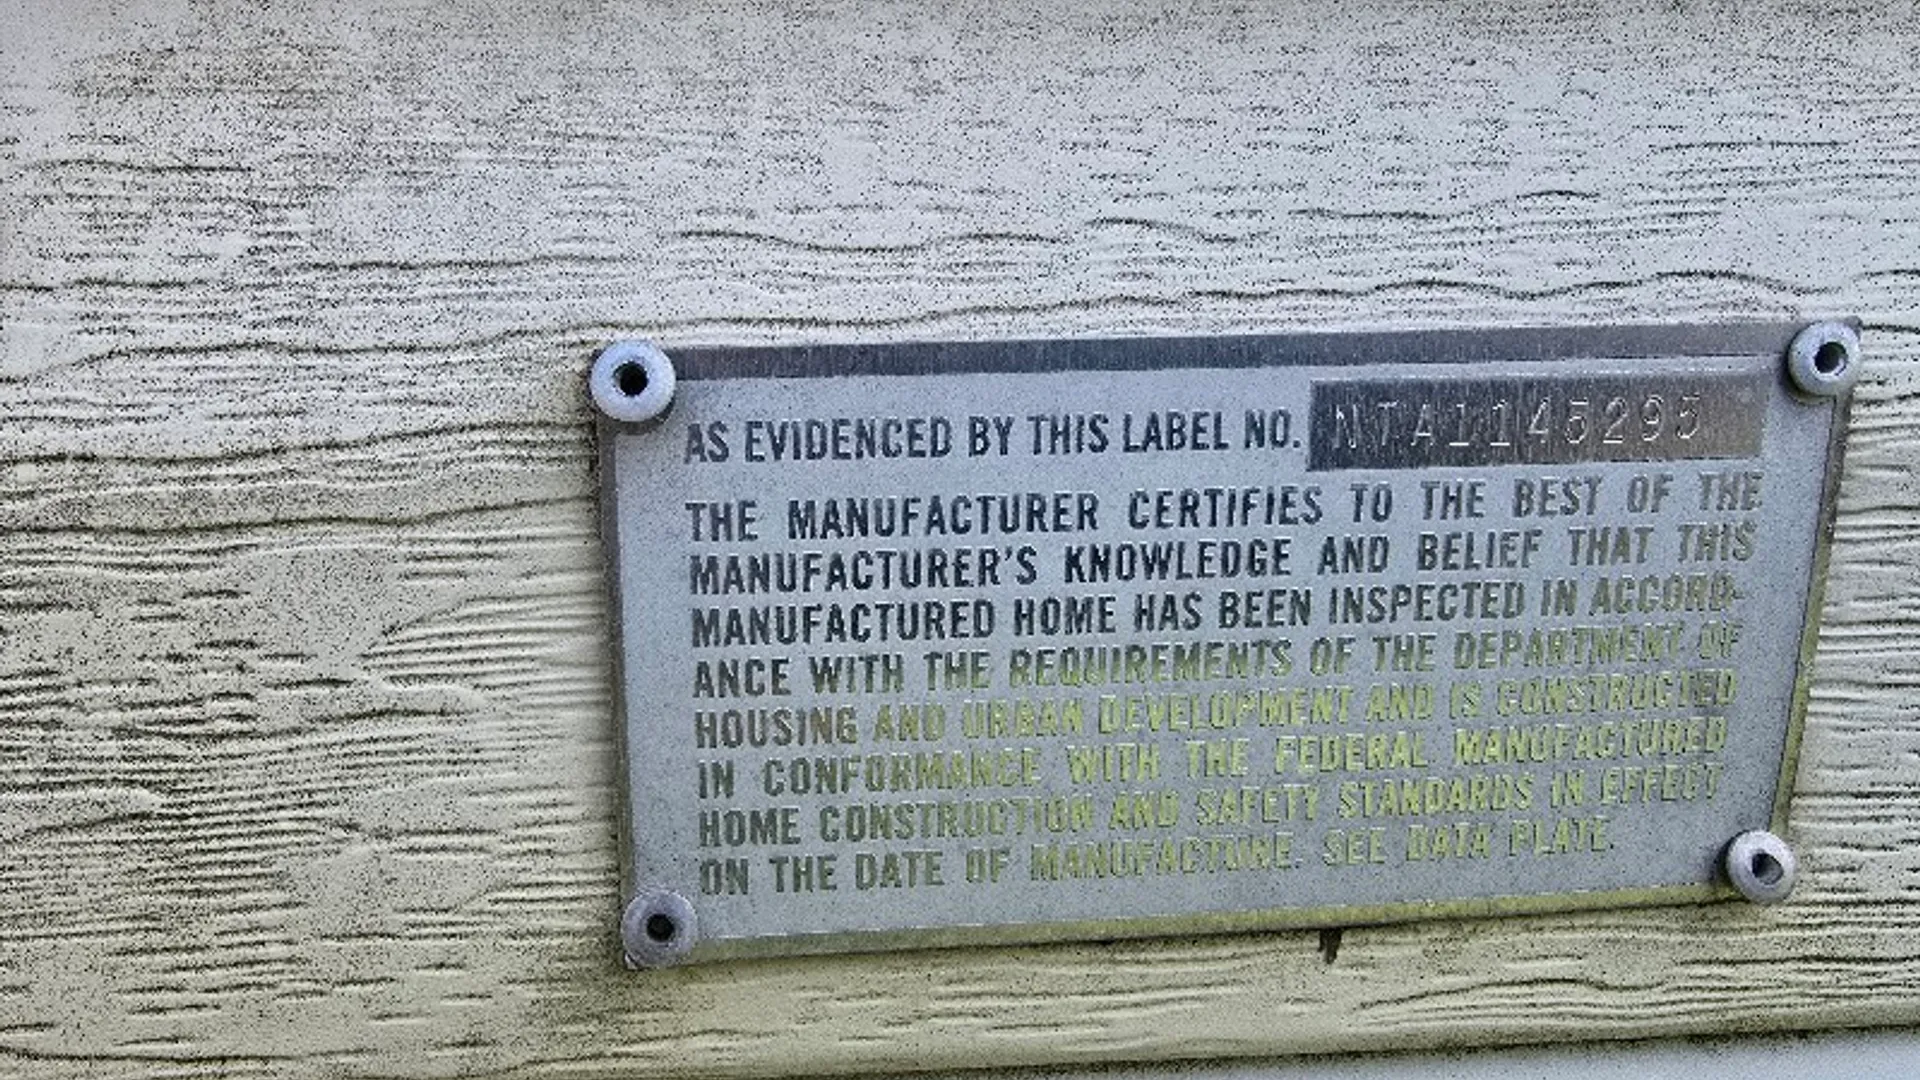 AS EVIDENCED BY THIS LABEL NO. NTA1145295
THE MANUFACTURER CERTIFIES TO THE BEST OF THE
MANUFACTURER'S KNOWLEDGE AND BELIEF THAT THIS
MANUFACTURED HOME HAS BEEN INSPECTED IN ACCORD-
ANCE WITH THE REQUIREMENTS OF THE DEPARTMENT OF
HOUSING AND URBAN DEVELOPMENT AND IS CONSTRUCTED
IN CONFORMANCE WITH THE FEDERAL MANUFACTURED
HOME CONSTRUCTION AND SAFETY STANDARDS IN EFFECT
ON THE DATE OF MANUFACTURE. SEE DATA PLATE.